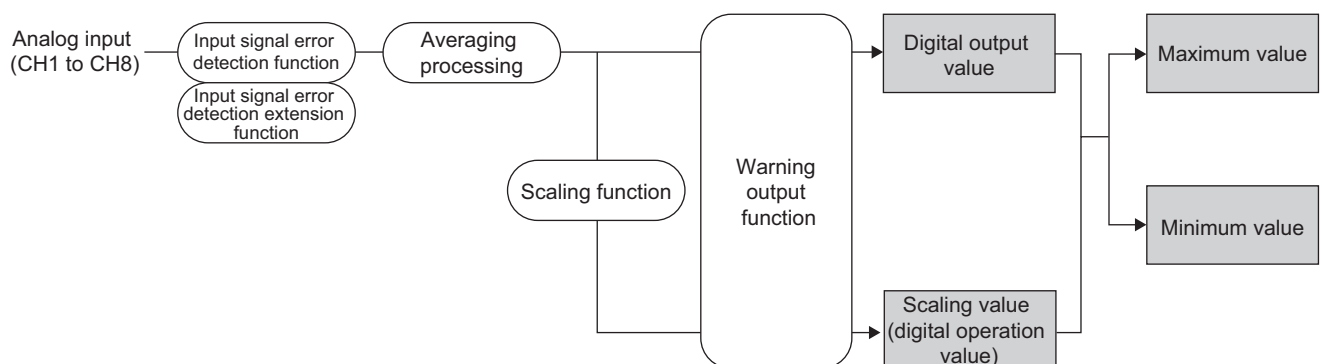 Analog input
(CH1 to CH8)
Input signal error
detection function
Input signal error
detection extension
function
Averaging
processing
Scaling function
Warning
output
function
Digital output
value
Scaling value
(digital operation
value)
Maximum value
Minimum value